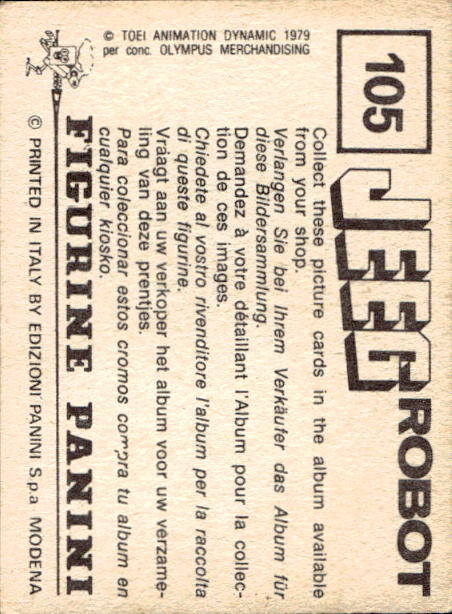 © TOEI ANIMATION DYNAMIC 1979
per conc. OLYMPUS MERCHANDISING
105
JEEG ROBOT
Collect these picture cards in the album available
from your shop.
Verlangen Sie bei Ihrem Verkäufer das Album für
diese Bildersammlung.
Demandez à votre détaillant l'Album pour la collec-
tion de ces images.
Chiedete al vostro rivenditore l'album per la raccolta
di queste figurine.
Vraagt aan uw verkoper het album voor uw verzame-
ling van deze prentjes.
Para coleccionar estos cromos compra tu album en
cualquier kiosko.
FIGURINE PANINI
© PRINTED IN ITALY BY EDIZIONI PANINI S.p.a MODENA